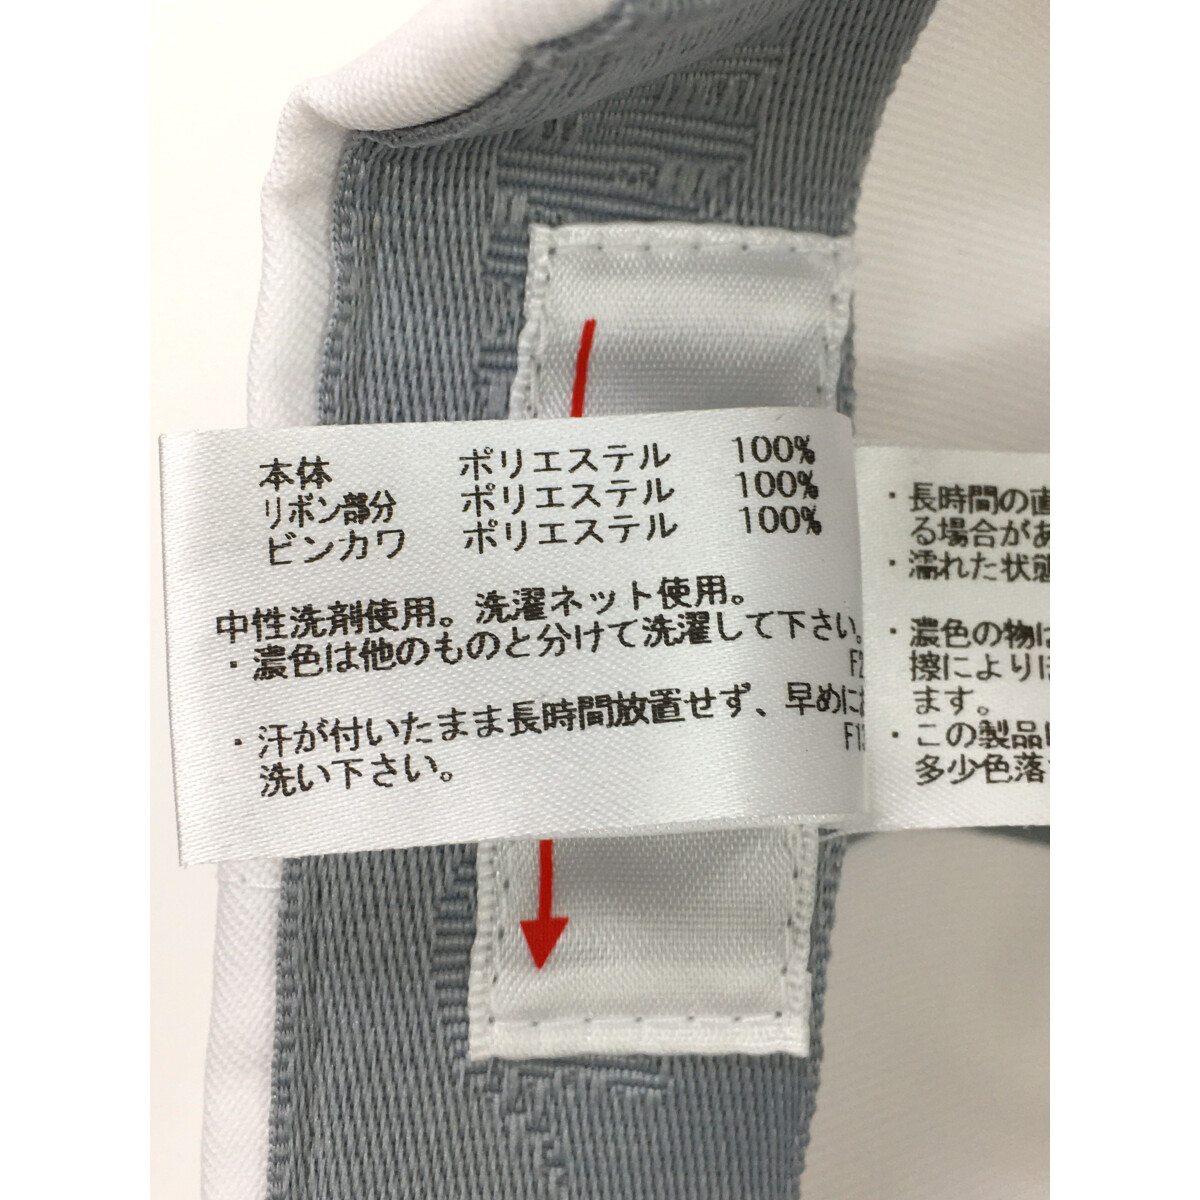 本体 ポリエステル 100%
リボン部分 ポリエステル 100%
ビンカワ ポリエステル 100%
中性洗剤使用。洗濯ネット使用。
・濃色は他のものと分けて洗濯して下さい。
・汗が付いたまま長時間放置せず、早めにお
洗い下さい。
・長時間の直
る場合があ
・濡れた状態
・濃色の物は
擦によりほ
ます。
・この製品は
多少色落